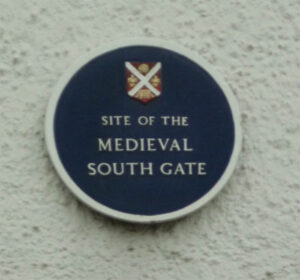 SITE OF THE
MEDIEVAL
SOUTH GATE